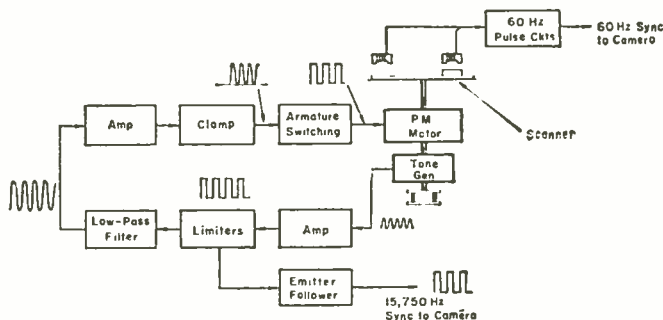 60 Hz
Pulse Ckts
60 Hz Sync
to Camera
Amp
Clamp
Armature
Switching
PM
Motor
Scanner
Tone
Gen
Low-Pass
Filter
Limiters
Amp
Emitter
Follower
15,750 Hz
Sync to Camera